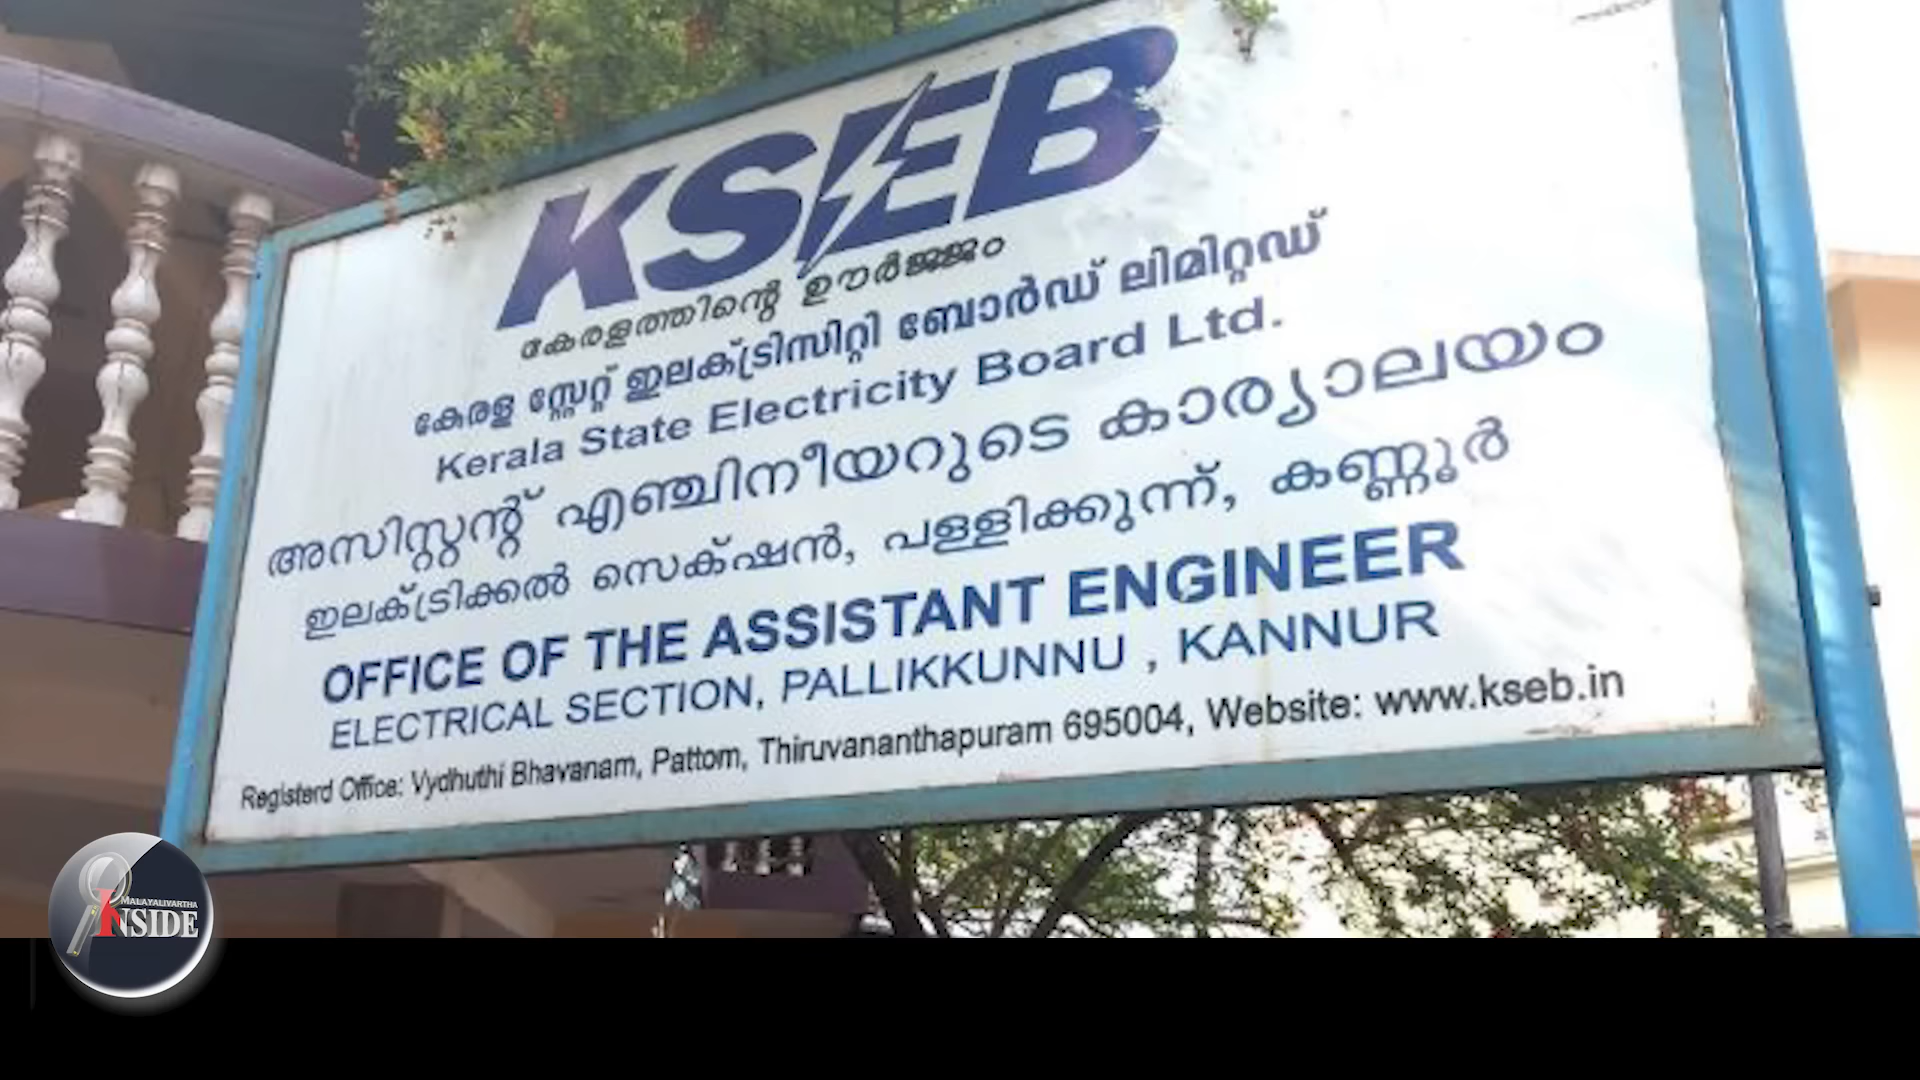 KSEB
കേരളത്തിന്റെ ഊർജ്ജം
കേരള സ്റ്റേറ്റ് ഇലക്ട്രിസിറ്റി ബോർഡ് ലിമിറ്റഡ്
Kerala State Electricity Board Ltd.
അസിസ്റ്റന്റ് എഞ്ചിനീയറുടെ കാര്യാലയം
ഇലക്ട്രിക്കൽ സെക്ഷൻ, പള്ളിക്കുന്ന്, കണ്ണൂർ
OFFICE OF THE ASSISTANT ENGINEER
ELECTRICAL SECTION, PALLIKKUNNU , KANNUR
Registerd Office: Vydhuthi Bhavanam, Pattom, Thiruvananthapuram 695004, Website: www.kseb.in
MALAYALIVARTHA
INSIDE